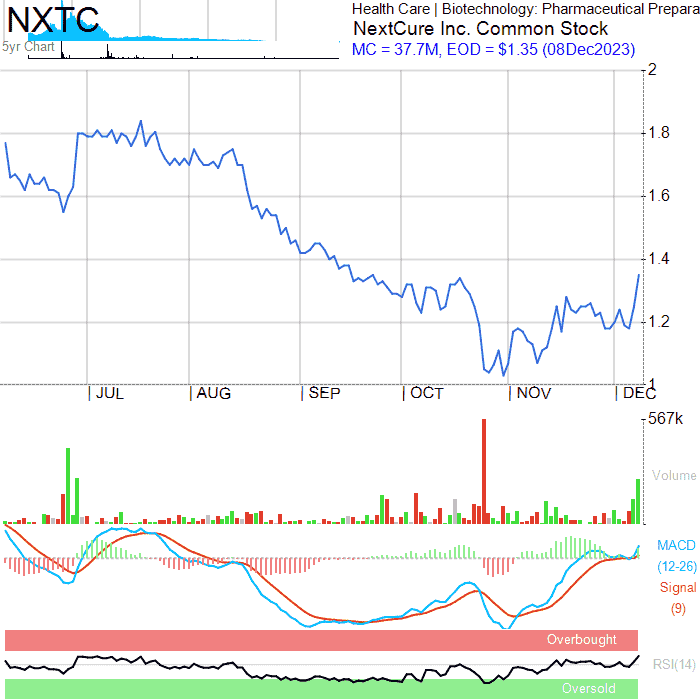 NXTC
5yr Chart
Health Care | Biotechnology: Pharmaceutical Prepara
NextCure Inc. Common Stock
MC = 37.7M, EOD = $1.35 (08Dec2023)
2
1.8
1.6
1.4
1.2
1
JUL AUG SEP OCT NOV DEC
567k
Volume
MACD
(12-26)
Signal
(9)
Overbought
RSI(14)
Oversold